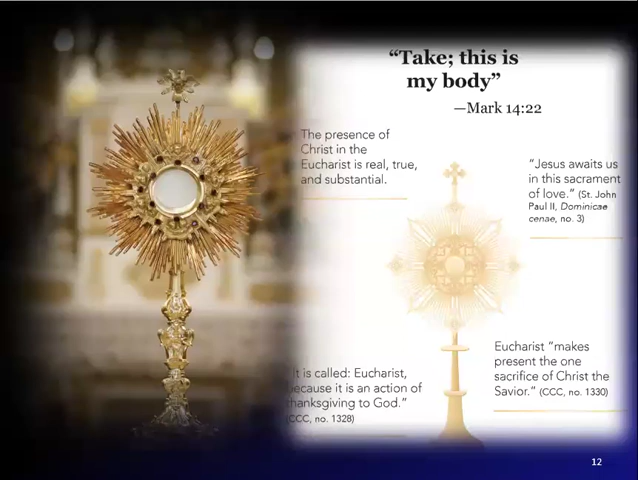 “Take; this is
my body”
—Mark 14:22
The presence of
Christ in the
Eucharist is real, true,
and substantial.
“Jesus awaits us
in this sacrament
of love.” (St. John
Paul II, Dominicae
cenae, no. 3)
It is called: Eucharist,
because it is an action of
thanksgiving to God.”
(CCC, no. 1328)
Eucharist “makes
present the one
sacrifice of Christ the
Savior.” (CCC, no. 1330)
12